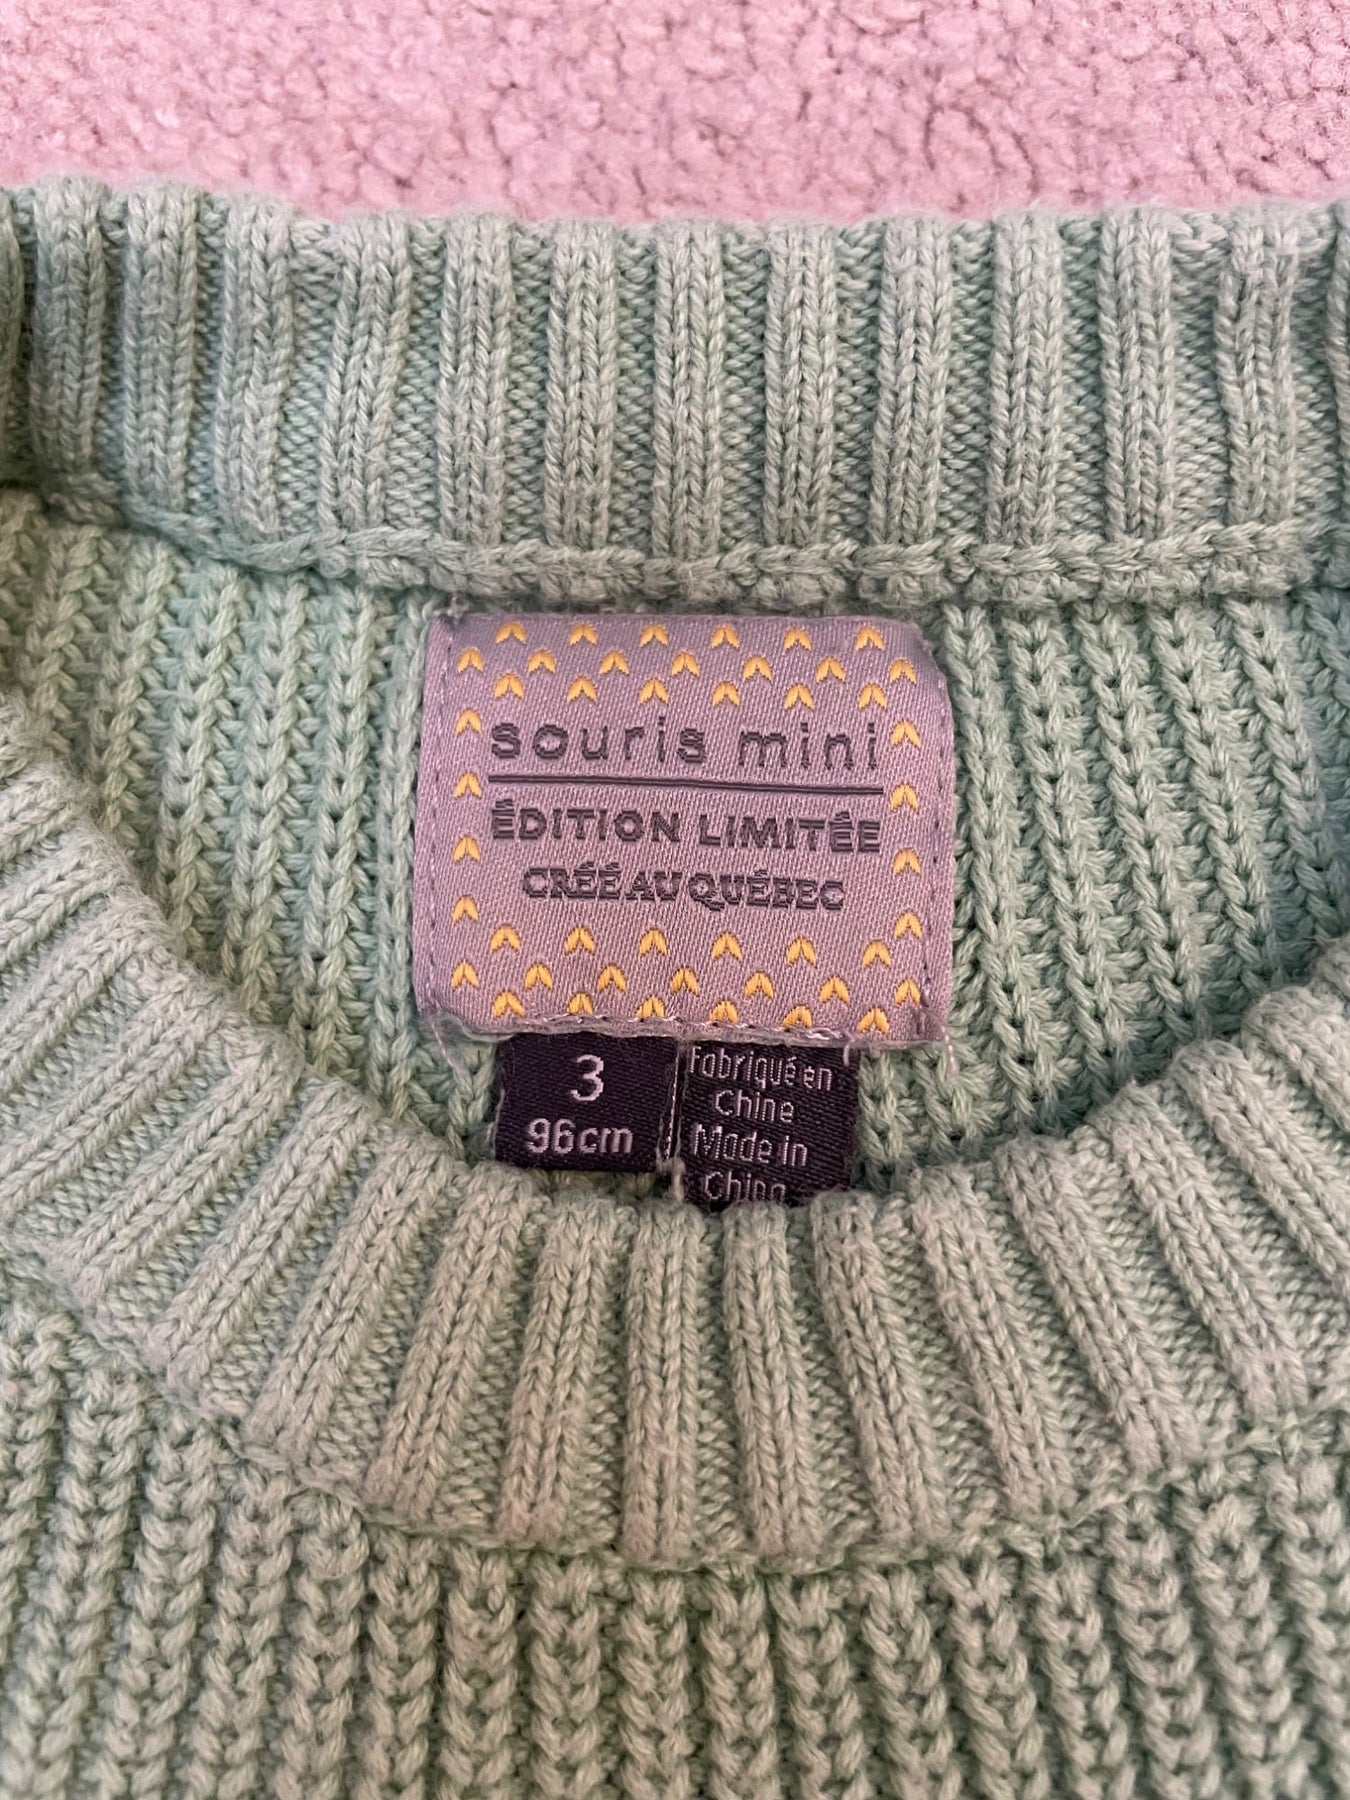 souris mini
ÉDITION LIMITÉE
CRÉÉ AU QUÉBEC
3
96cm
Fabriqué en
Chine
Made in
China